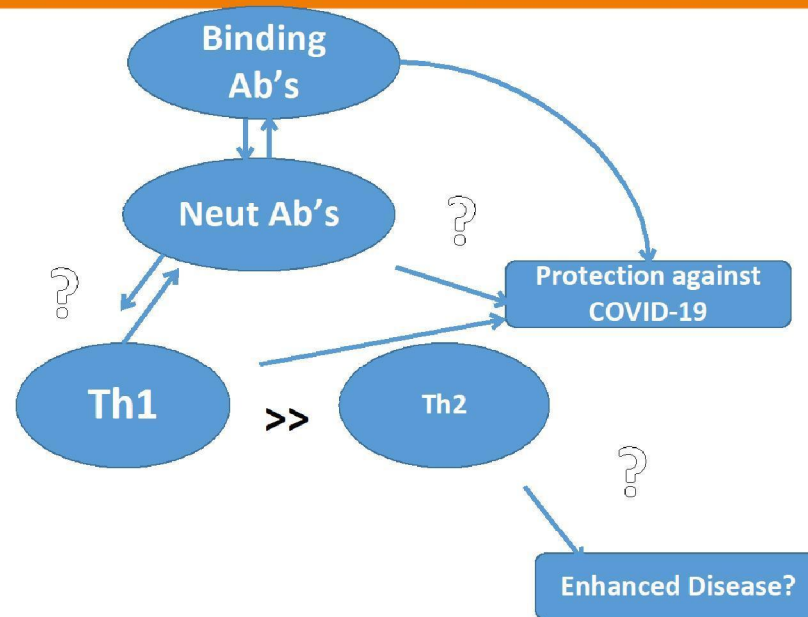 Binding
Ab's
Neut Ab's
?
?
Protection against
COVID-19
Th1
>>
Th2
?
Enhanced Disease?